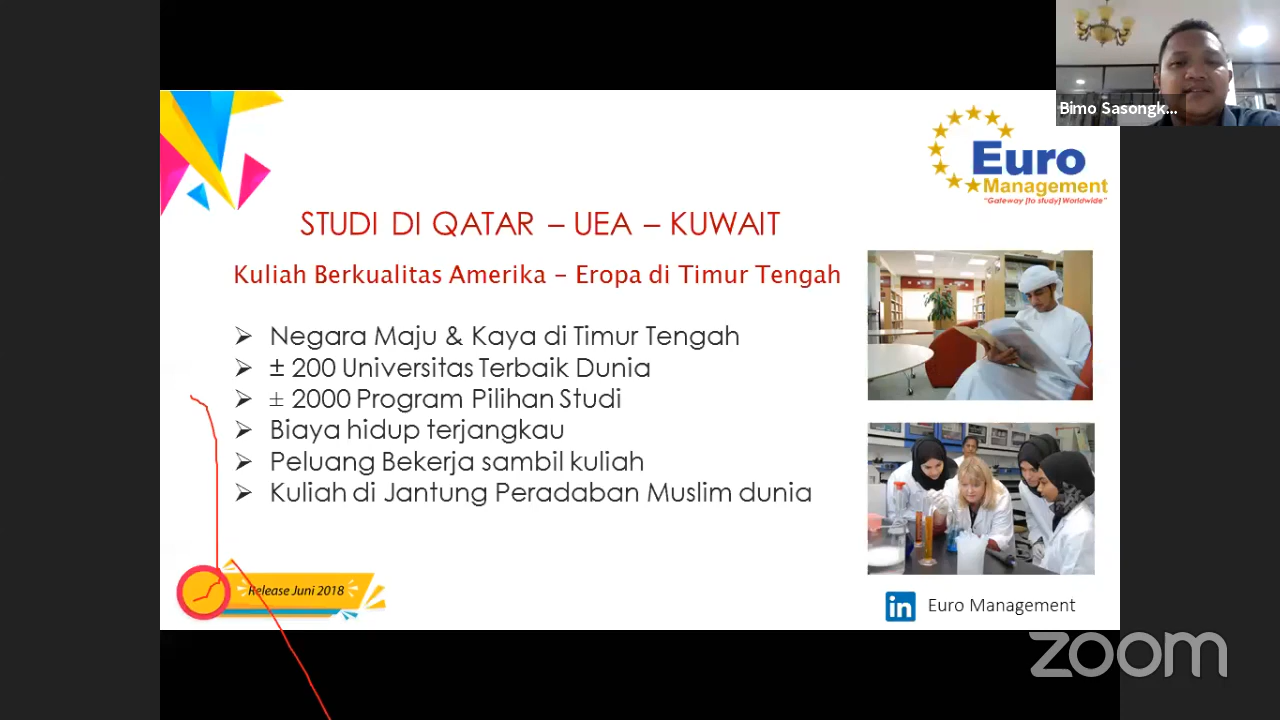 Bimo Sasongk...
Euro
Management
"Gateway [to study] Worldwide"
STUDI DI QATAR – UEA – KUWAIT
Kuliah Berkualitas Amerika – Eropa di Timur Tengah
➢ Negara Maju & Kaya di Timur Tengah
➢ ± 200 Universitas Terbaik Dunia
➢ ± 2000 Program Pilihan Studi
➢ Biaya hidup terjangkau
➢ Peluang Bekerja sambil kuliah
➢ Kuliah di Jantung Peradaban Muslim dunia
Release Juni 2018
in Euro Management
zoom